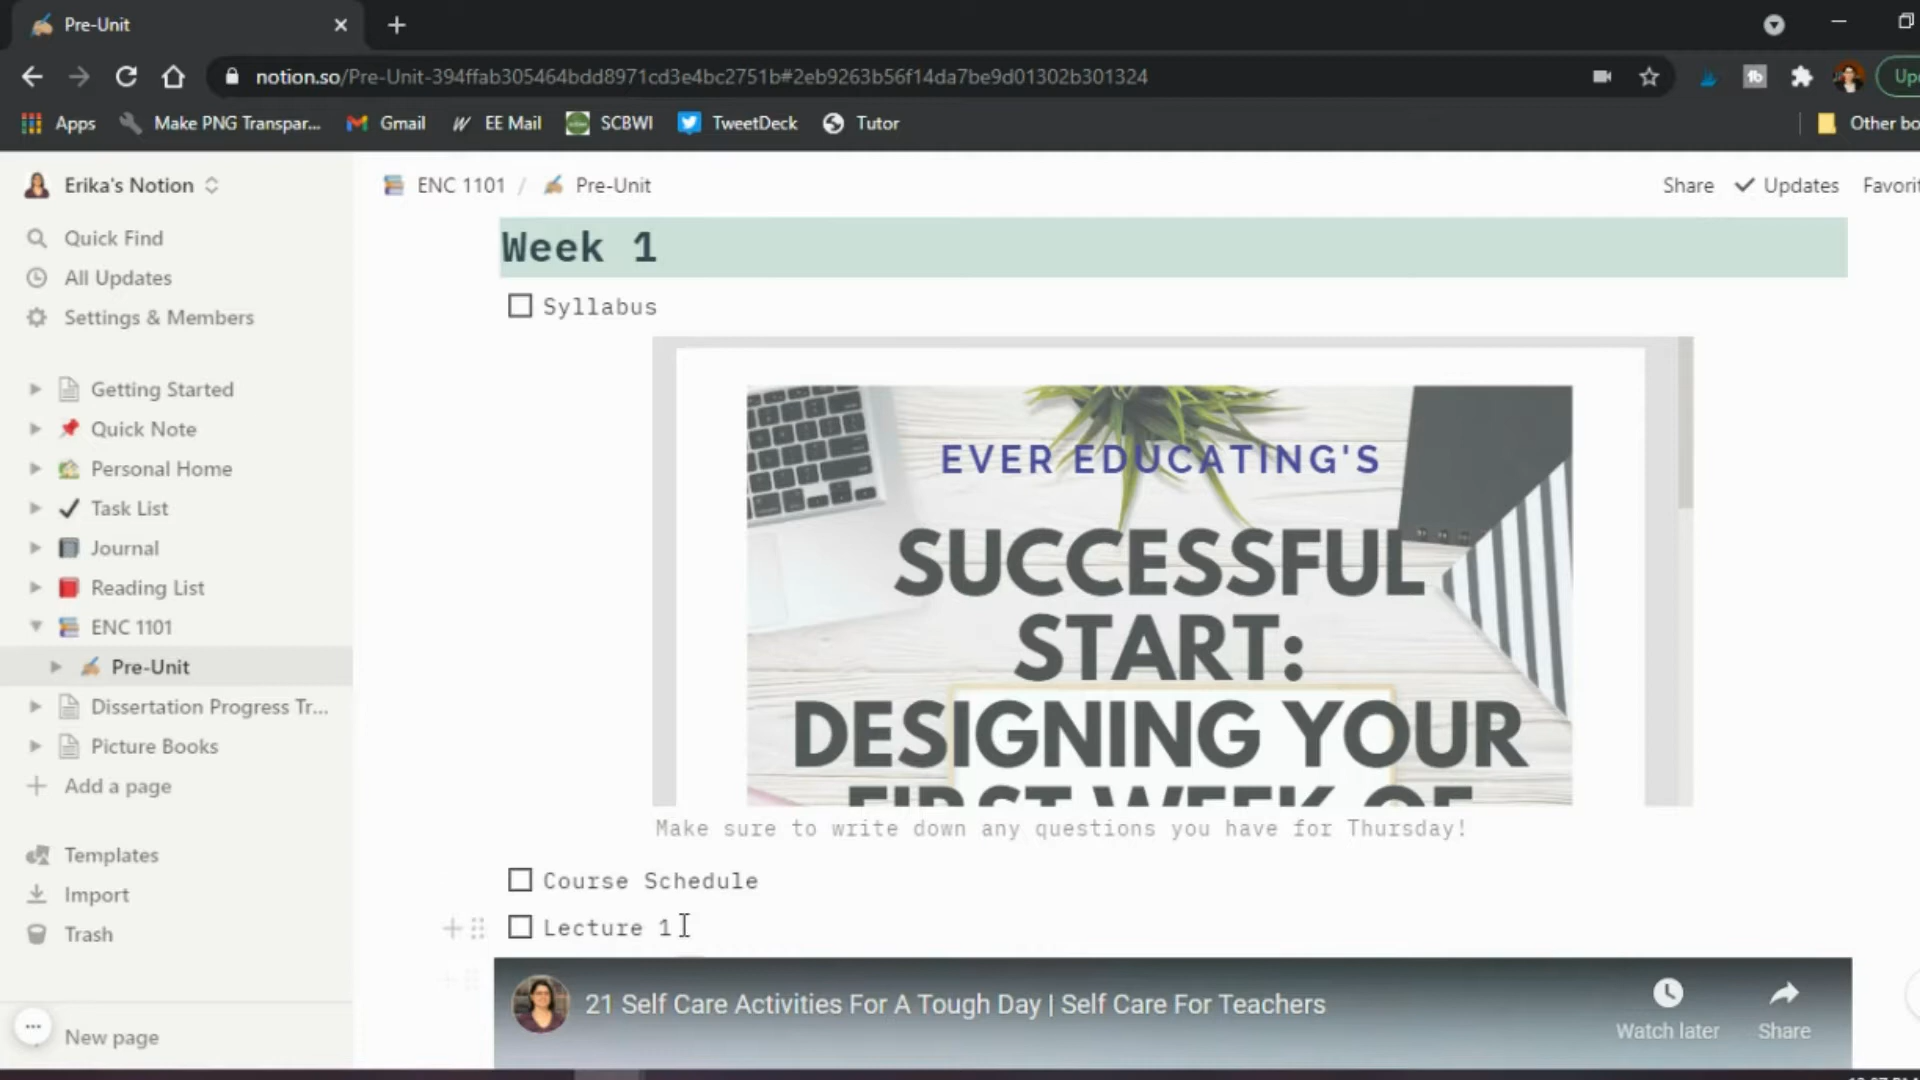 Pre-Unit
notion.so/Pre-Unit-394ffab305464bdd8971cd3e4bc2751b#2eb9263b56f14da7be9d01302b301324
Up
Apps
Make PNG Transpar...
Gmail
EE Mail
SCBWI
TweetDeck
Tutor
Other bo
Erika's Notion
Quick Find
All Updates
Settings & Members
Getting Started
Quick Note
Personal Home
Task List
Journal
Reading List
ENC 1101
Pre-Unit
Dissertation Progress Tr...
Picture Books
Add a page
Templates
Import
Trash
New page
ENC 1101 / Pre-Unit
Share
Updates
Favorit
Week 1
Syllabus
EVER EDUCATING'S
SUCCESSFUL
START:
DESIGNING YOUR
FIRST WEEK OF
Make sure to write down any questions you have for Thursday!
Course Schedule
Lecture 1
21 Self Care Activities For A Tough Day | Self Care For Teachers
Watch later
Share